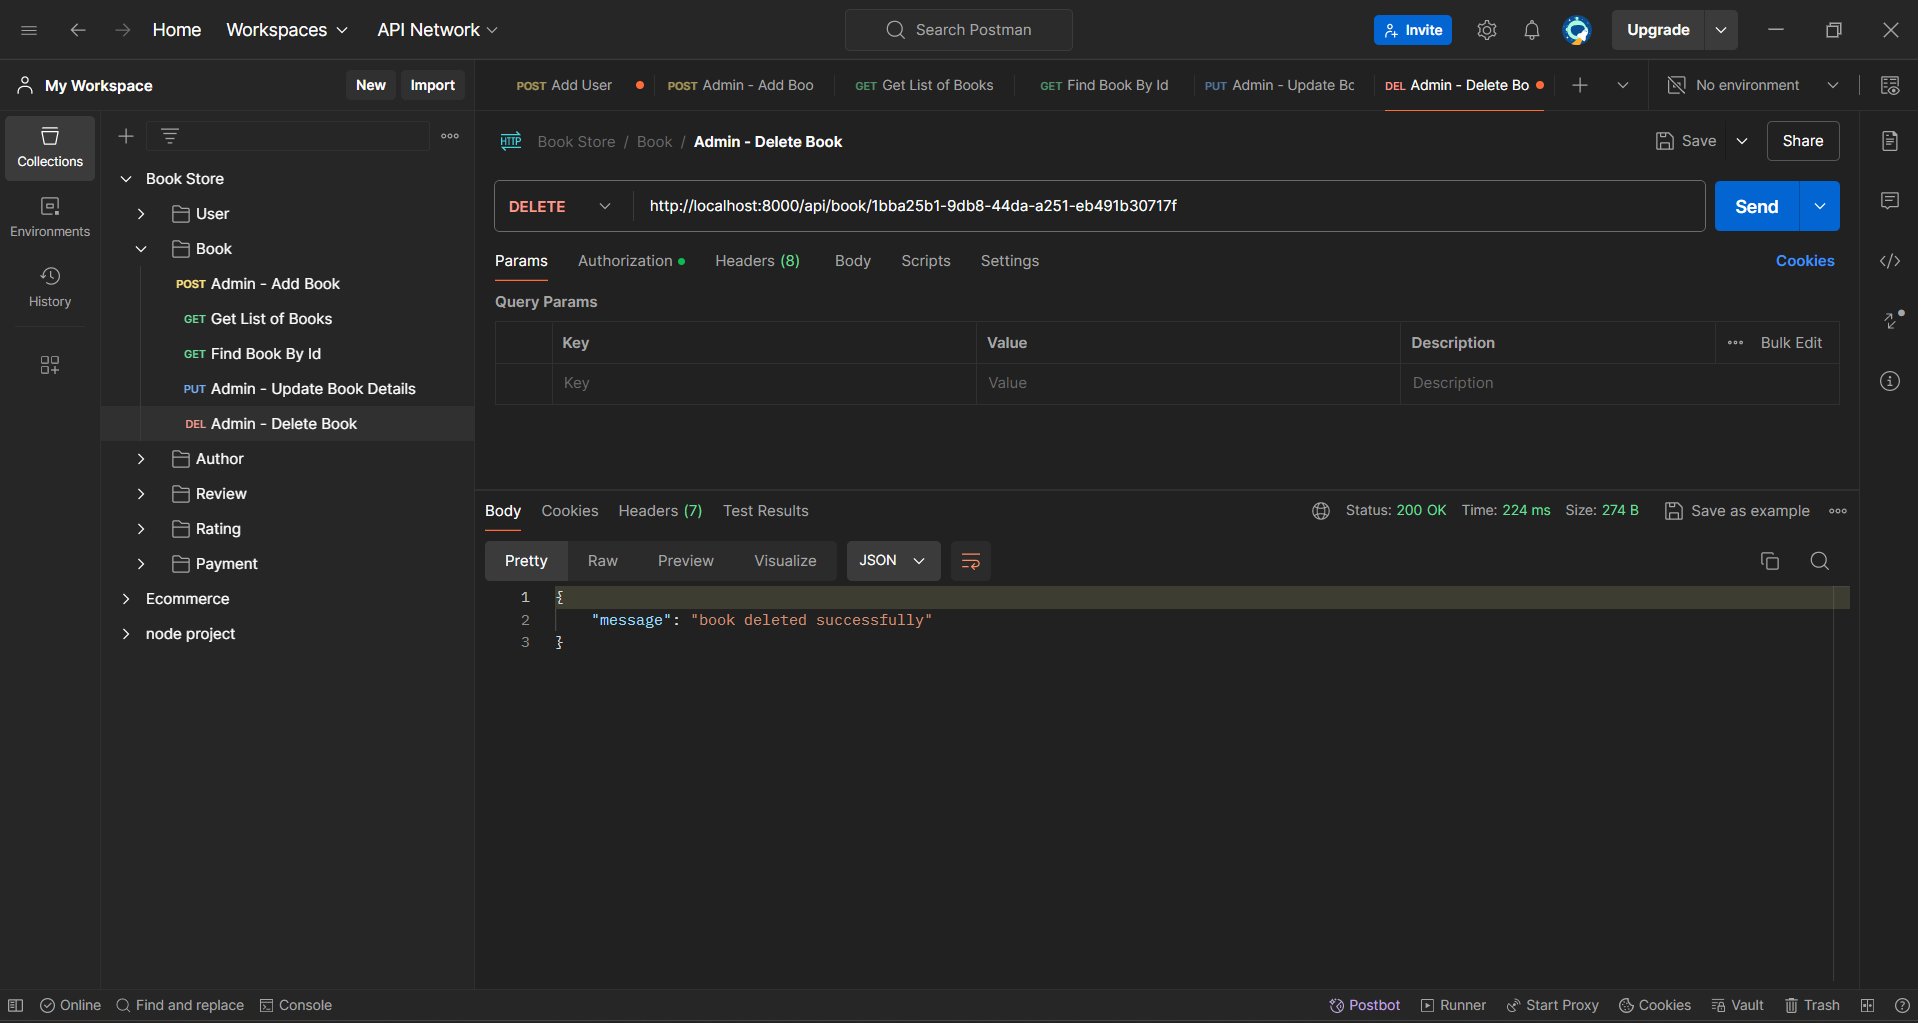 Home Workspaces API Network Search Postman Invite Upgrade
My Workspace New Import
POST Add User POST Admin - Add Boo GET Get List of Books GET Find Book By Id PUT Admin - Update Bc DEL Admin - Delete Bo No environment
Collections
Environments
History
Book Store
User
Book
POST Admin - Add Book
GET Get List of Books
GET Find Book By Id
PUT Admin - Update Book Details
DEL Admin - Delete Book
Author
Review
Rating
Payment
Ecommerce
node project
HTTP Book Store / Book / Admin - Delete Book Save Share
DELETE http://localhost:8000/api/book/1bba25b1-9db8-44da-a251-eb491b30717f Send
Params Authorization Headers (8) Body Scripts Settings Cookies
Query Params
Key Value Description Bulk Edit
Key Value Description
Body Cookies Headers (7) Test Results Status: 200 OK Time: 224 ms Size: 274 B Save as example
Pretty Raw Preview Visualize JSON
1 {
2 "message": "book deleted successfully"
3 }
Online Find and replace Console Postbot Runner Start Proxy Cookies Vault Trash